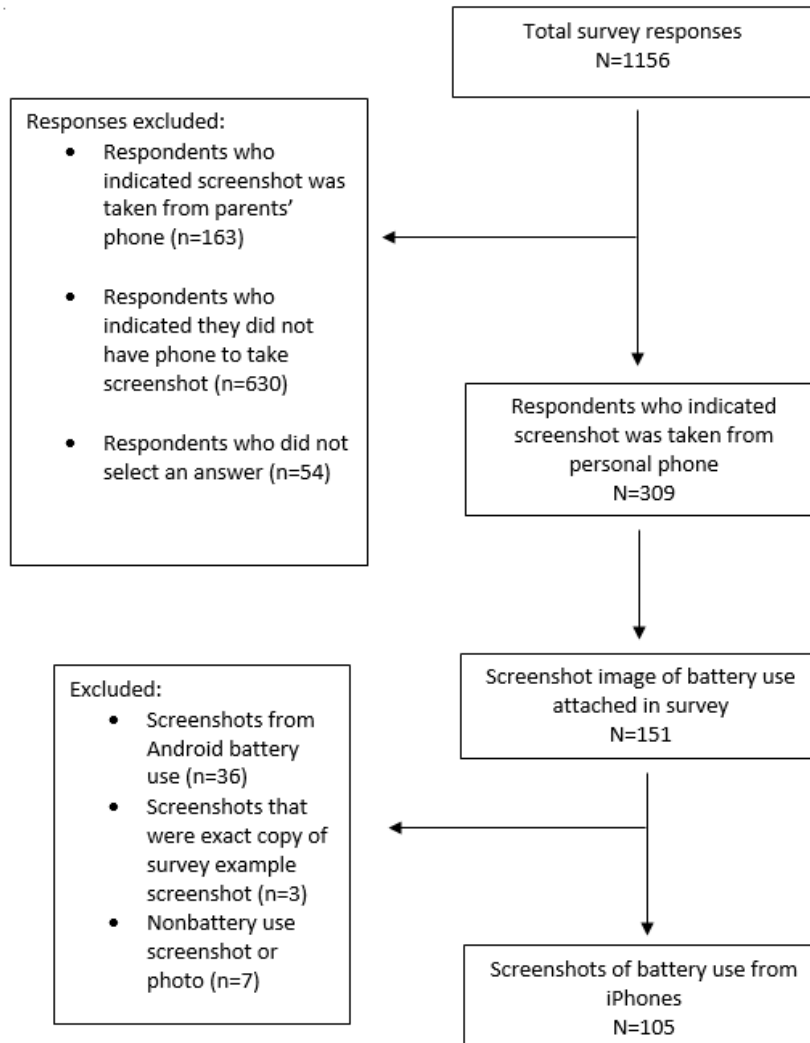 Total survey responses
N=1156
Responses excluded:
• Respondents who
indicated screenshot was
taken from parents’
phone (n=163)
• Respondents who
indicated they did not
have phone to take
screenshot (n=630)
• Respondents who did not
select an answer (n=54)
Respondents who indicated
screenshot was taken from
personal phone
N=309
Screenshot image of battery use
attached in survey
N=151
Excluded:
• Screenshots from
Android battery
use (n=36)
• Screenshots that
were exact copy of
survey example
screenshot (n=3)
• Nonbattery use
screenshot or
photo (n=7)
Screenshots of battery use from
iPhones
N=105